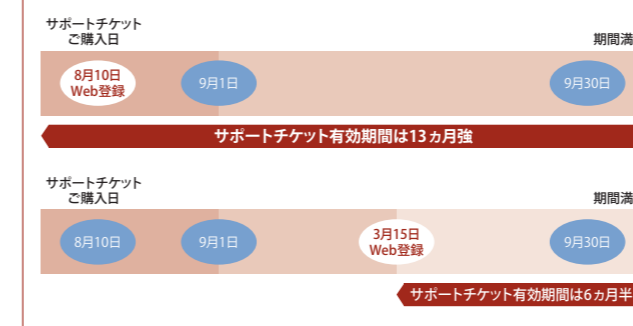 サポートチケット
ご購入日
期間満
8月10日
Web登録
9月1日
9月30日
サポートチケット有効期間は13ヵ月強
サポートチケット
ご購入日
期間満
8月10日
9月1日
3月15日
Web登録
9月30日
サポートチケット有効期間は6ヵ月半